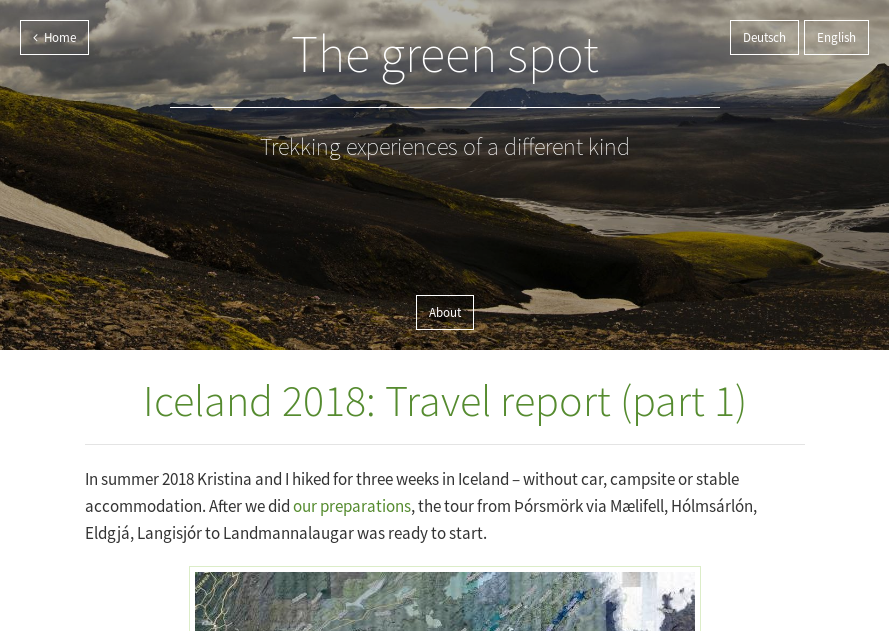 Home
Deutsch
English
The green spot
Trekking experiences of a different kind
About
Iceland 2018: Travel report (part 1)
In summer 2018 Kristina and I hiked for three weeks in Iceland – without car, campsite or stable
accommodation. After we did our preparations, the tour from Þórsmörk via Mælifell, Hólmsárlón,
Eldgjá, Langisjór to Landmannalaugar was ready to start.